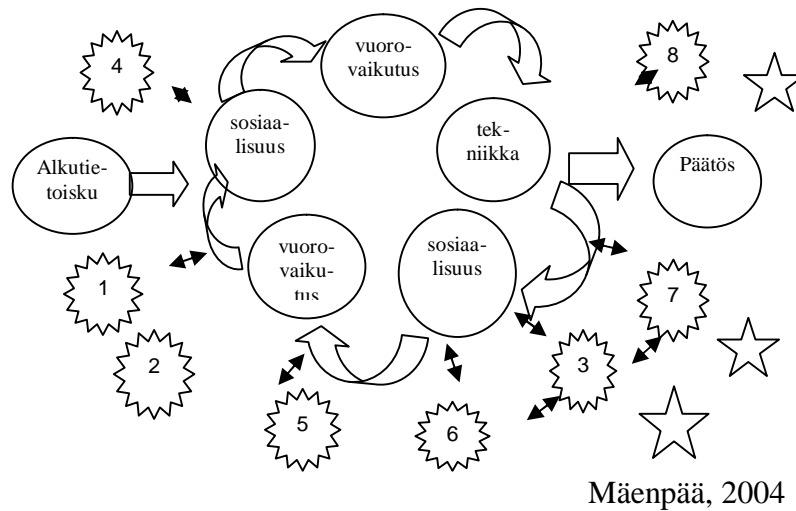 4
vuoro-
vaikutus
8
sosiaa-
lisuus
tek-
niikka
Alkutie-
toisku
Päätös
vuoro-
vaiku-
tus
sosiaa-
lisuus
1
2
7
3
5
6
Mäenpää, 2004